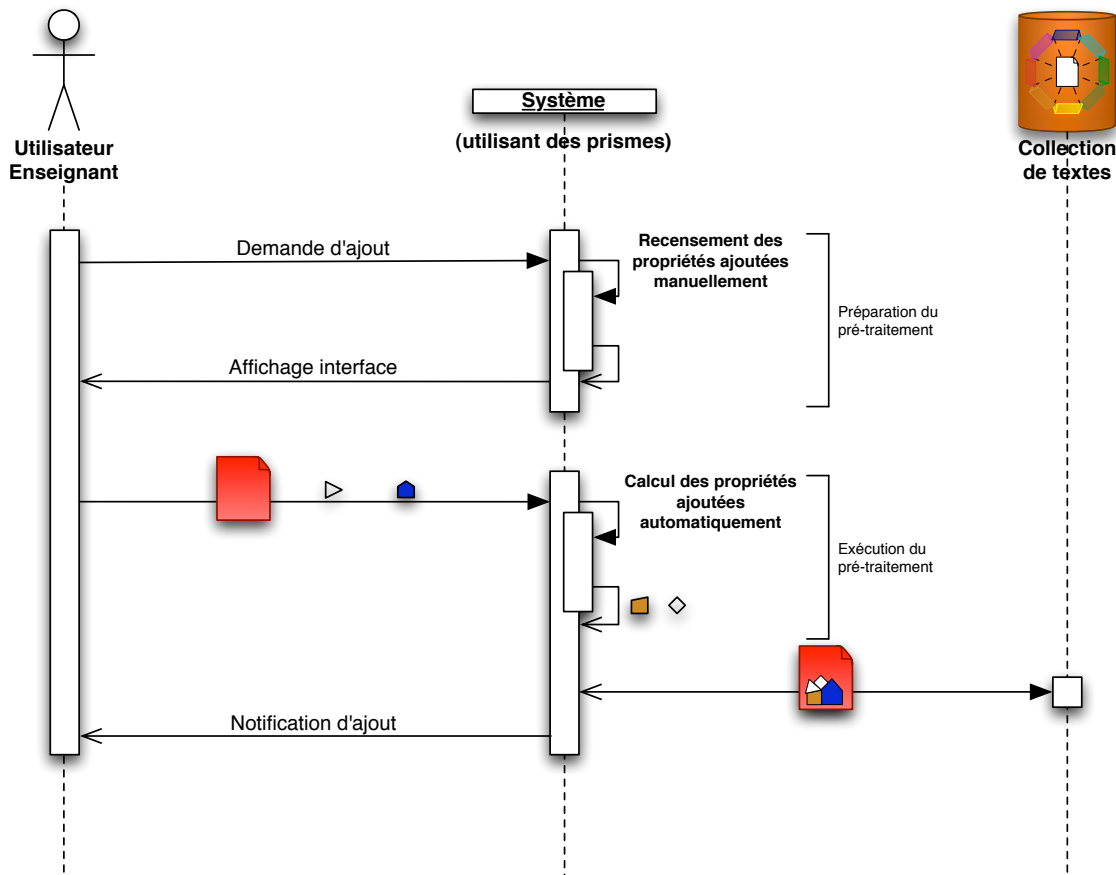 Utilisateur
Enseignant
Système
(utilisant des prismes)
Collection
de textes
Demande d'ajout
Recensement des
propriétés ajoutées
manuellement
Préparation du
pré-traitement
Affichage interface
Calcul des propriétés
ajoutées
automatiquement
Exécution du
pré-traitement
Notification d'ajout